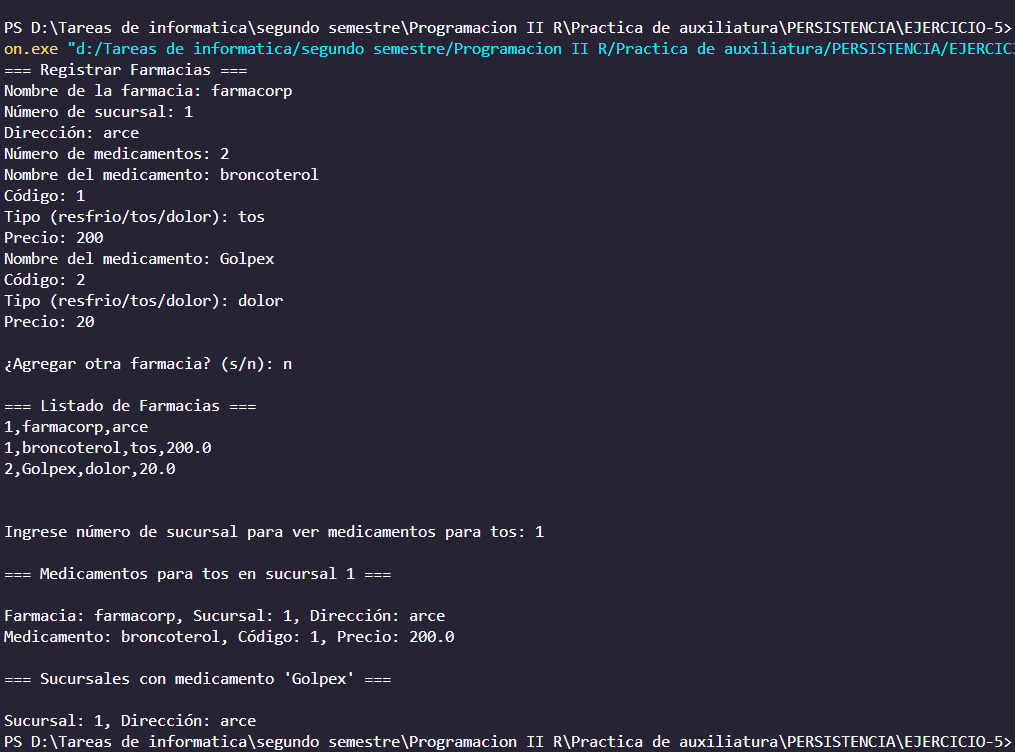 PS D:\Tareas de informatica\segundo semestre\Programacion II R\Practica de auxiliatura\PERSISTENCIA\EJERCICIO-5>
on.exe "d:/Tareas de informatica/segundo semestre/Programacion II R/Practica de auxiliatura/PERSISTENCIA/EJERCI
=== Registrar Farmacias ===
Nombre de la farmacia: farmacorp
Número de sucursal: 1
Dirección: arce
Número de medicamentos: 2
Nombre del medicamento: broncoterol
Código: 1
Tipo (resfrio/tos/dolor): tos
Precio: 200
Nombre del medicamento: Golpex
Código: 2
Tipo (resfrio/tos/dolor): dolor
Precio: 20
¿Agregar otra farmacia? (s/n): n
=== Listado de Farmacias ===
1,farmacorp,arce
1,broncoterol,tos,200.0
2,Golpex,dolor,20.0
Ingrese número de sucursal para ver medicamentos para tos: 1
=== Medicamentos para tos en sucursal 1 ===
Farmacia: farmacorp, Sucursal: 1, Dirección: arce
Medicamento: broncoterol, Código: 1, Precio: 200.0
=== Sucursales con medicamento 'Golpex' ===
Sucursal: 1, Dirección: arce
PS D:\Tareas de informatica\segundo semestre\Programacion II R\Practica de auxiliatura\PERSISTENCIA\EJERCICIO-5>